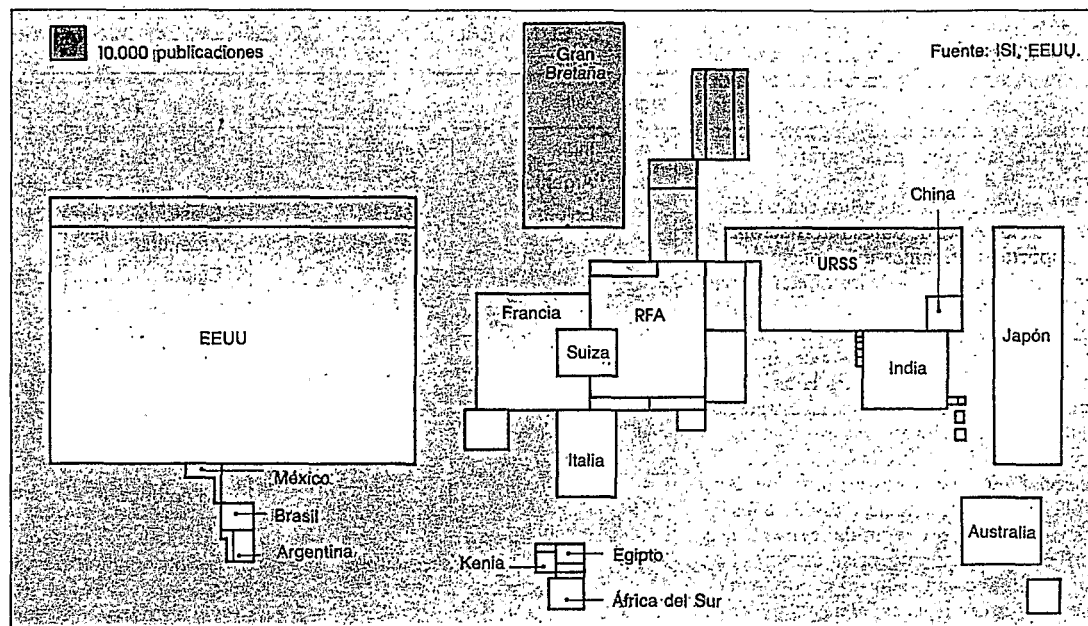 10.000 publicaciones
Gran
Bretaña
Fuente: ISI, EEUU.
China
URSS
Francia
RFA
EEUU
Suiza
Japón
India
Italia
México
Brasil
Australia
Argentina
Kenia
Egipto
África del Sur